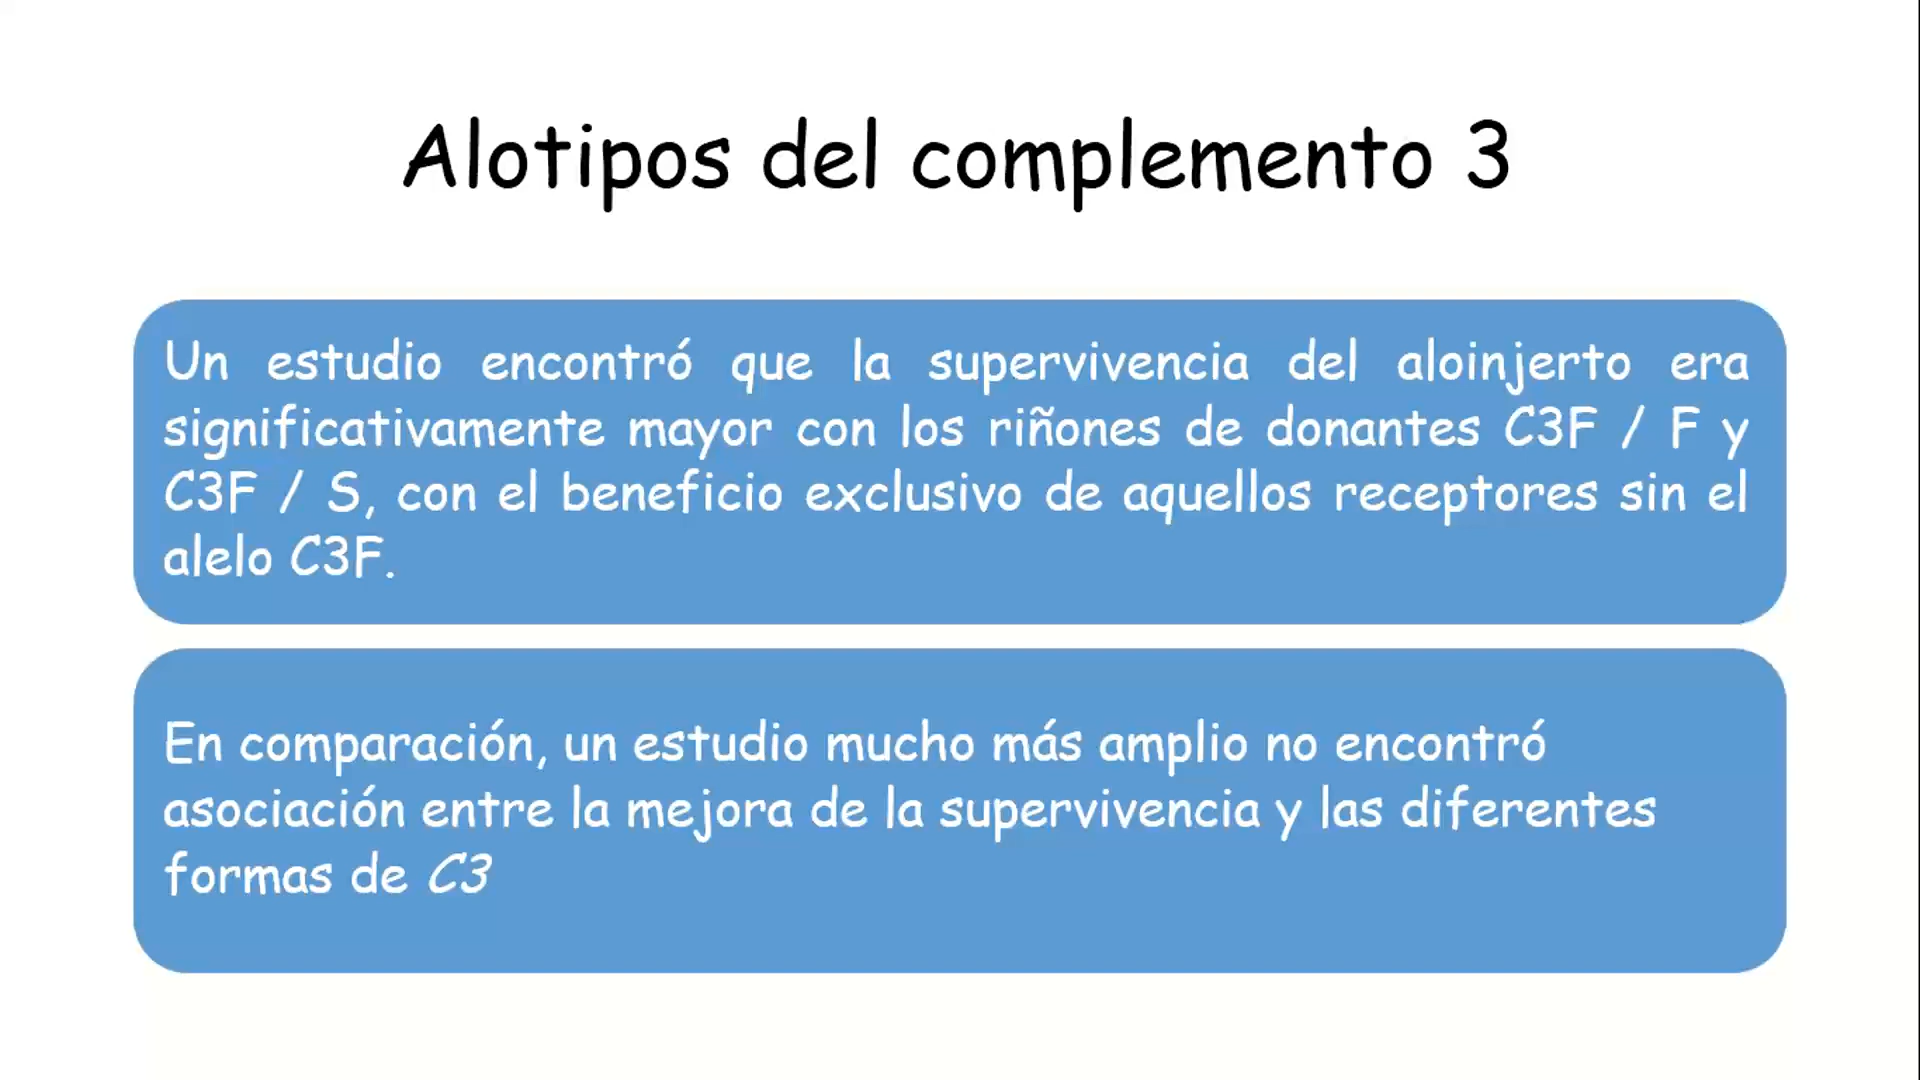 Alotipos del complemento 3
Un estudio encontró que la supervivencia del aloinjerto era
significativamente mayor con los riñones de donantes C3F / F y
C3F / S, con el beneficio exclusivo de aquellos receptores sin el
alelo C3F.
En comparación, un estudio mucho más amplio no encontró
asociación entre la mejora de la supervivencia y las diferentes
formas de C3